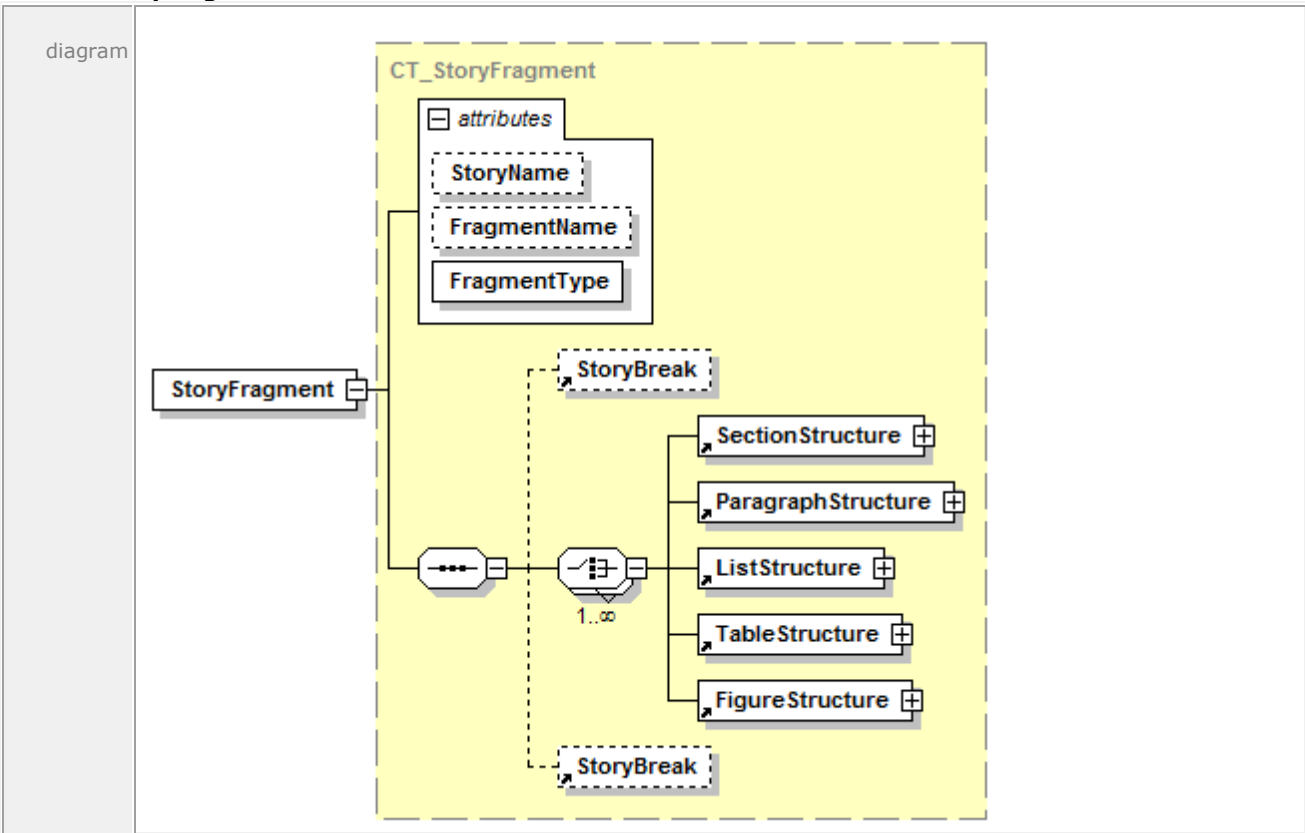 diagram
CT_StoryFragment
attributes
StoryName
FragmentName
FragmentType
StoryFragment
StoryBreak
SectionStructure
ParagraphStructure
ListStructure
1..∞
TableStructure
FigureStructure
StoryBreak